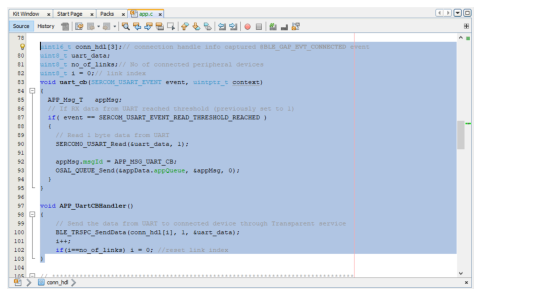 Kit Window Start Page Packs app.c
Source History
78
uint16_t conn_hdl[3];// connection handle info captured @BLE_GAP_EVT_CONNECTED event
80 uint8_t uart_data;
81 uint8_t no_of_links;// No of connected peripheral devices
82 uint8_t i = 0;// link index
83 void uart_cb(SERCOM_USART_EVENT event, uintptr_t context)
84 {
85 APP_Msg_T appMsg;
86 // If RX data from UART reached threshold (previously set to 1)
87 if( event == SERCOM_USART_EVENT_READ_THRESHOLD_REACHED )
88 {
89 // Read 1 byte data from UART
90 SERCOM0_USART_Read(&uart_data, 1);
91
92 appMsg.msgId = APP_MSG_UART_CB;
93 OSAL_QUEUE_Send(&appData.appQueue, &appMsg, 0);
94 }
95 }
96
97 void APP_UartCBHandler()
98 {
99 // Send the data from UART to connected device through Transparent service
100 BLE_TRSPC_SendData(conn_hdl[i], 1, &uart_data);
101 i++;
102 if(i==no_of_links) i = 0; //reset link index
103 }
104
conn_hdl